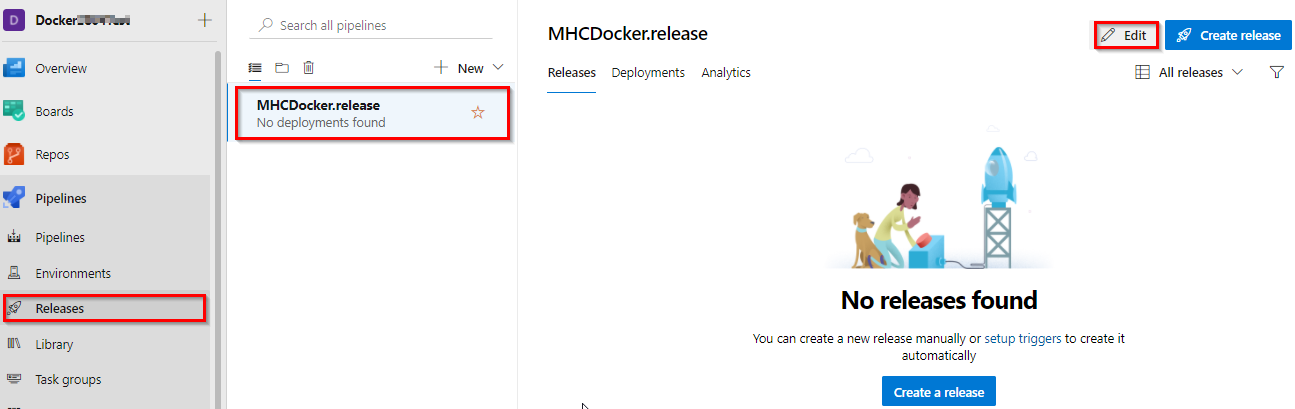 D
Docker
Overview
Boards
Repos
Pipelines
Pipelines
Environments
Releases
Library
Task groups
Search all pipelines
New
MHCDocker.release
No deployments found
MHCDocker.release
Edit
Create release
Releases Deployments Analytics
All releases
No releases found
You can create a new release manually or setup triggers to create it
automatically
Create a release